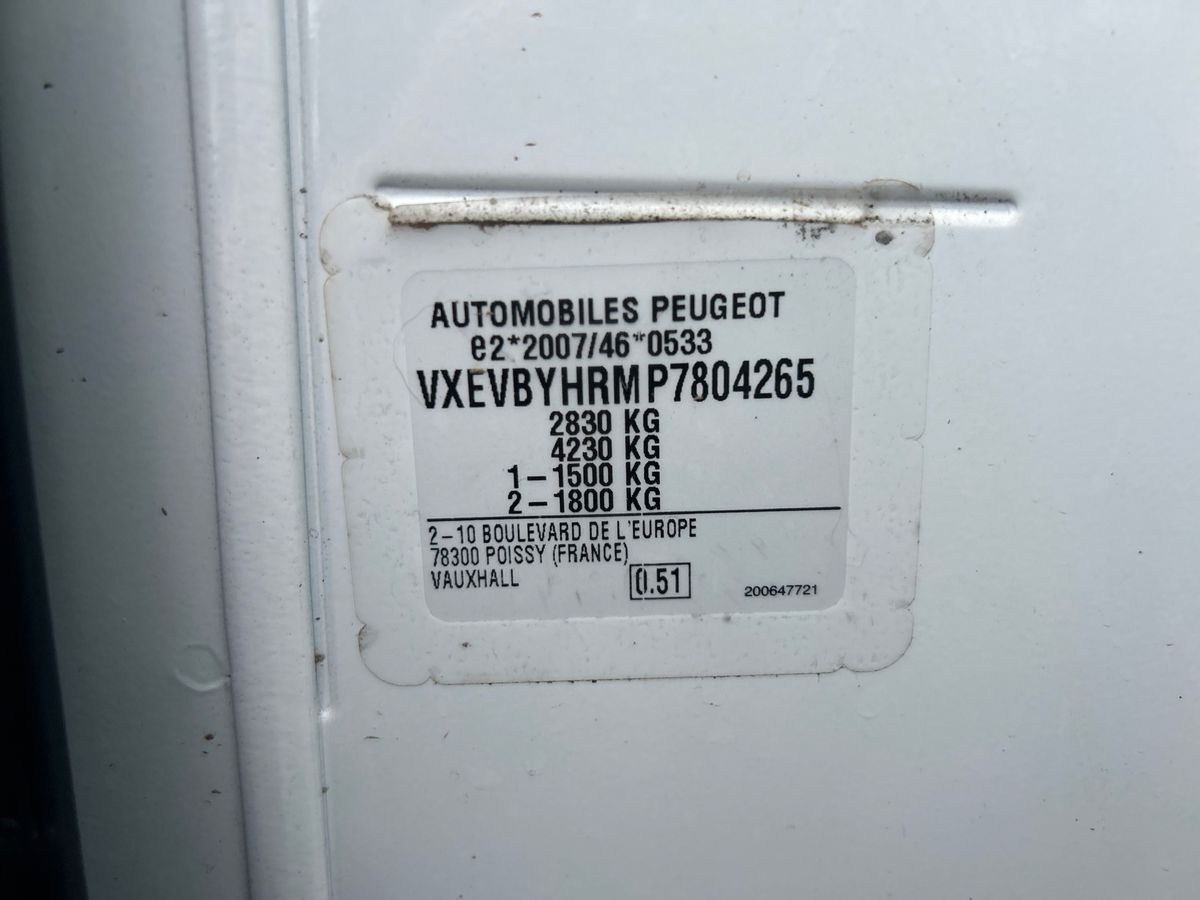 AUTOMOBILES PEUGEOT
e2*2007/46*0533
VXEVBYHRMP7804265
2830 KG
4230 KG
1-1500 KG
2-1800 KG
2-10 BOULEVARD DE L'EUROPE
78300 POISSY (FRANCE)
VAUXHALL
0.51
200647721